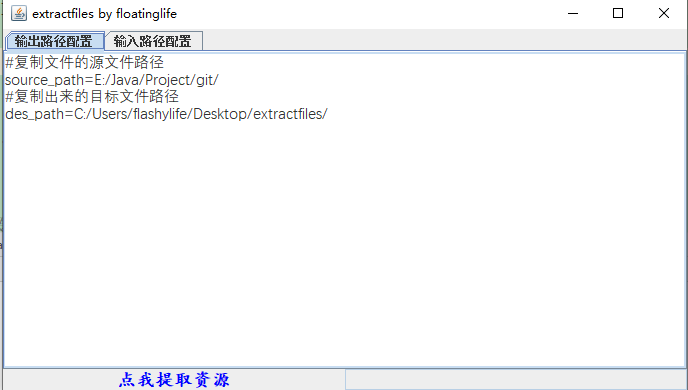 extractfiles by floatinglife
输出路径配置 输入路径配置
#复制文件的源文件路径
source_path=E:/Java/Project/git/
#复制出来的目标文件路径
des_path=C:/Users/flashylife/Desktop/extractfiles/
点我提取资源